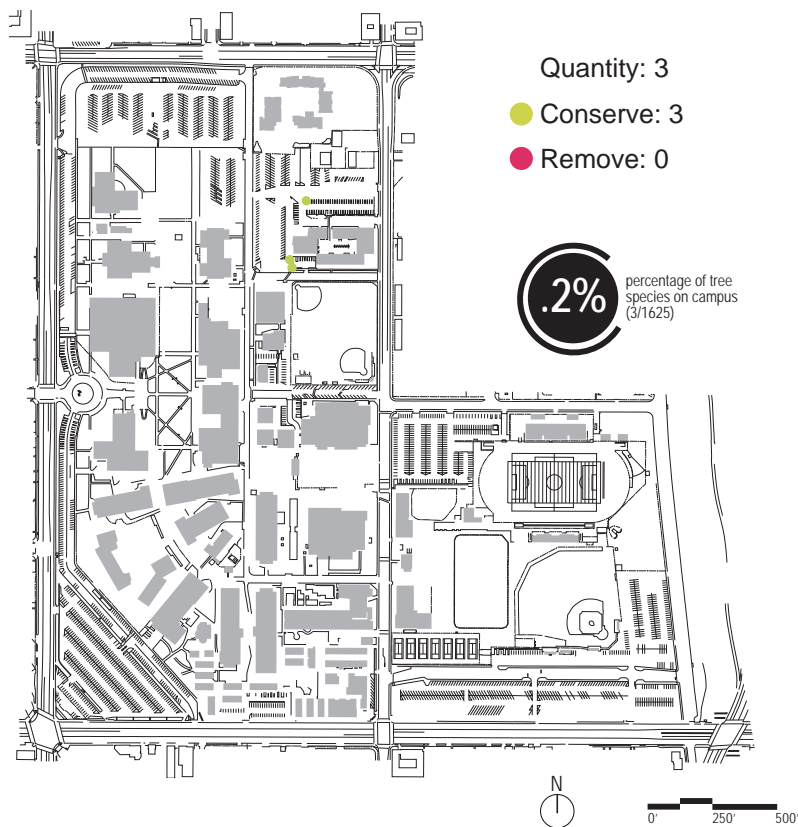 Quantity: 3
Conserve: 3
Remove: 0
.2%
percentage of tree
species on campus
(3/1625)
N
0' 250' 500'